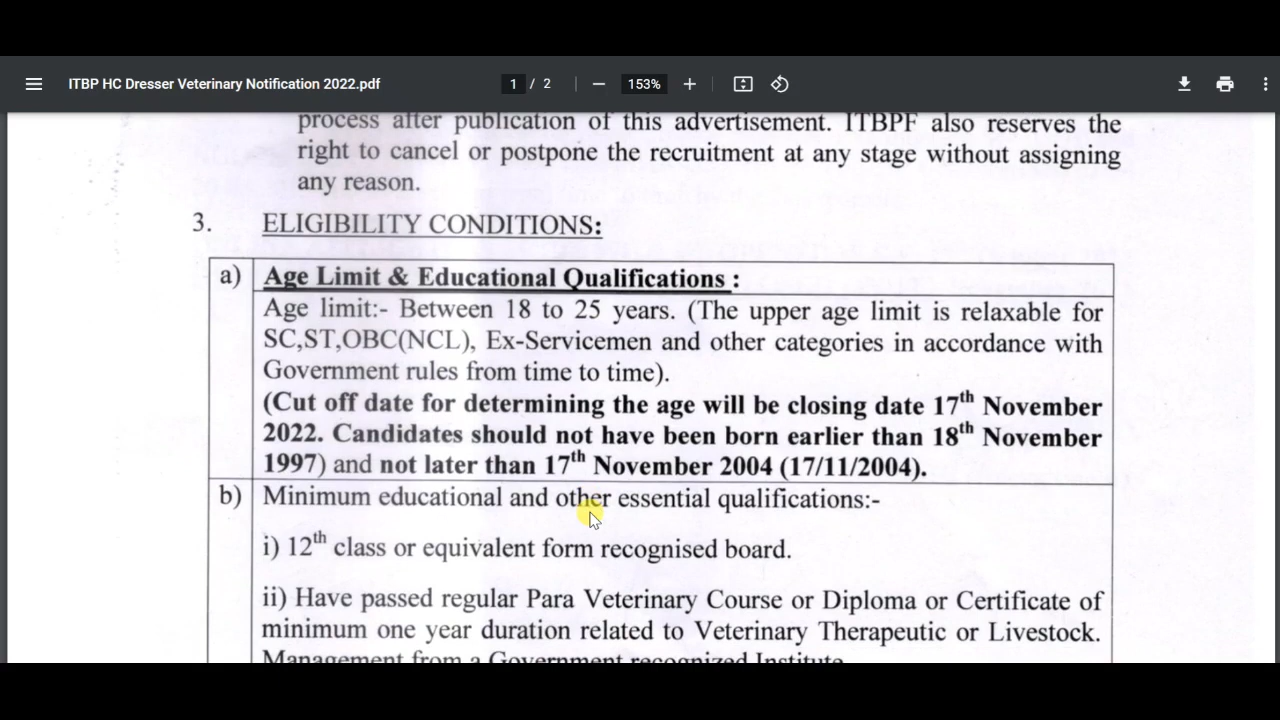 ITBP HC Dresser Veterinary Notification 2022.pdf 1 / 2 153%
process after publication of this advertisement. ITBPF also reserves the
right to cancel or postpone the recruitment at any stage without assigning
any reason.
3. ELIGIBILITY CONDITIONS:
a) Age Limit & Educational Qualifications :
Age limit:- Between 18 to 25 years. (The upper age limit is relaxable for
SC,ST,OBC(NCL), Ex-Servicemen and other categories in accordance with
Government rules from time to time).
(Cut off date for determining the age will be closing date 17th November
2022. Candidates should not have been born earlier than 18th November
1997) and not later than 17th November 2004 (17/11/2004).
b) Minimum educational and other essential qualifications:-
i) 12th class or equivalent form recognised board.
ii) Have passed regular Para Veterinary Course or Diploma or Certificate of
minimum one year duration related to Veterinary Therapeutic or Livestock.
Management from a Government recognized Institute